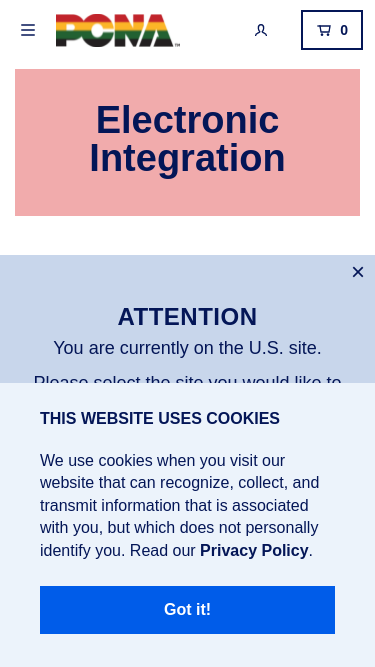 PONA
TM
0
Electronic
Integration
ATTENTION
You are currently on the U.S. site.
Please select the site you would like to
THIS WEBSITE USES COOKIES
We use cookies when you visit our
website that can recognize, collect, and
transmit information that is associated
with you, but which does not personally
identify you. Read our Privacy Policy.
Got it!